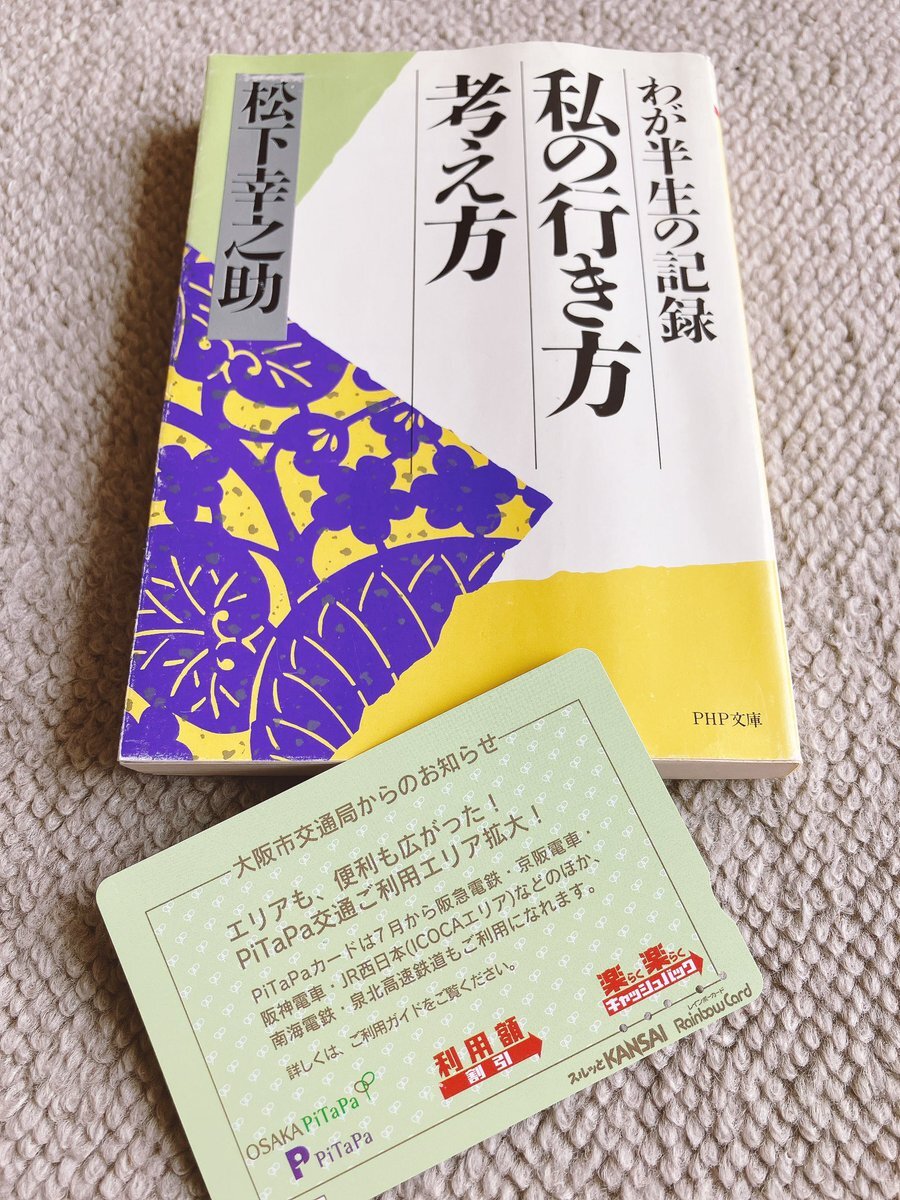 わが半生の記録
私の行き方
考え方
松下幸之助
PHP文庫
大阪市交通局からのお知らせ
エリアも、便利も広がった！
PiTaPa交通ご利用エリア拡大！
PiTaPaカードは7月から阪急電鉄・京阪電車・
阪神電車・JR西日本(ICOCAエリア)などのほか、
南海電鉄・泉北高速鉄道もご利用になれます。
詳しくは、ご利用ガイドをご覧ください。
楽らく楽らく
キャッシュバック
利用額
割引
OSAKA PiTaPa
PiTaPa
スルッとKANSAI
レインボーカード
RainbowCard